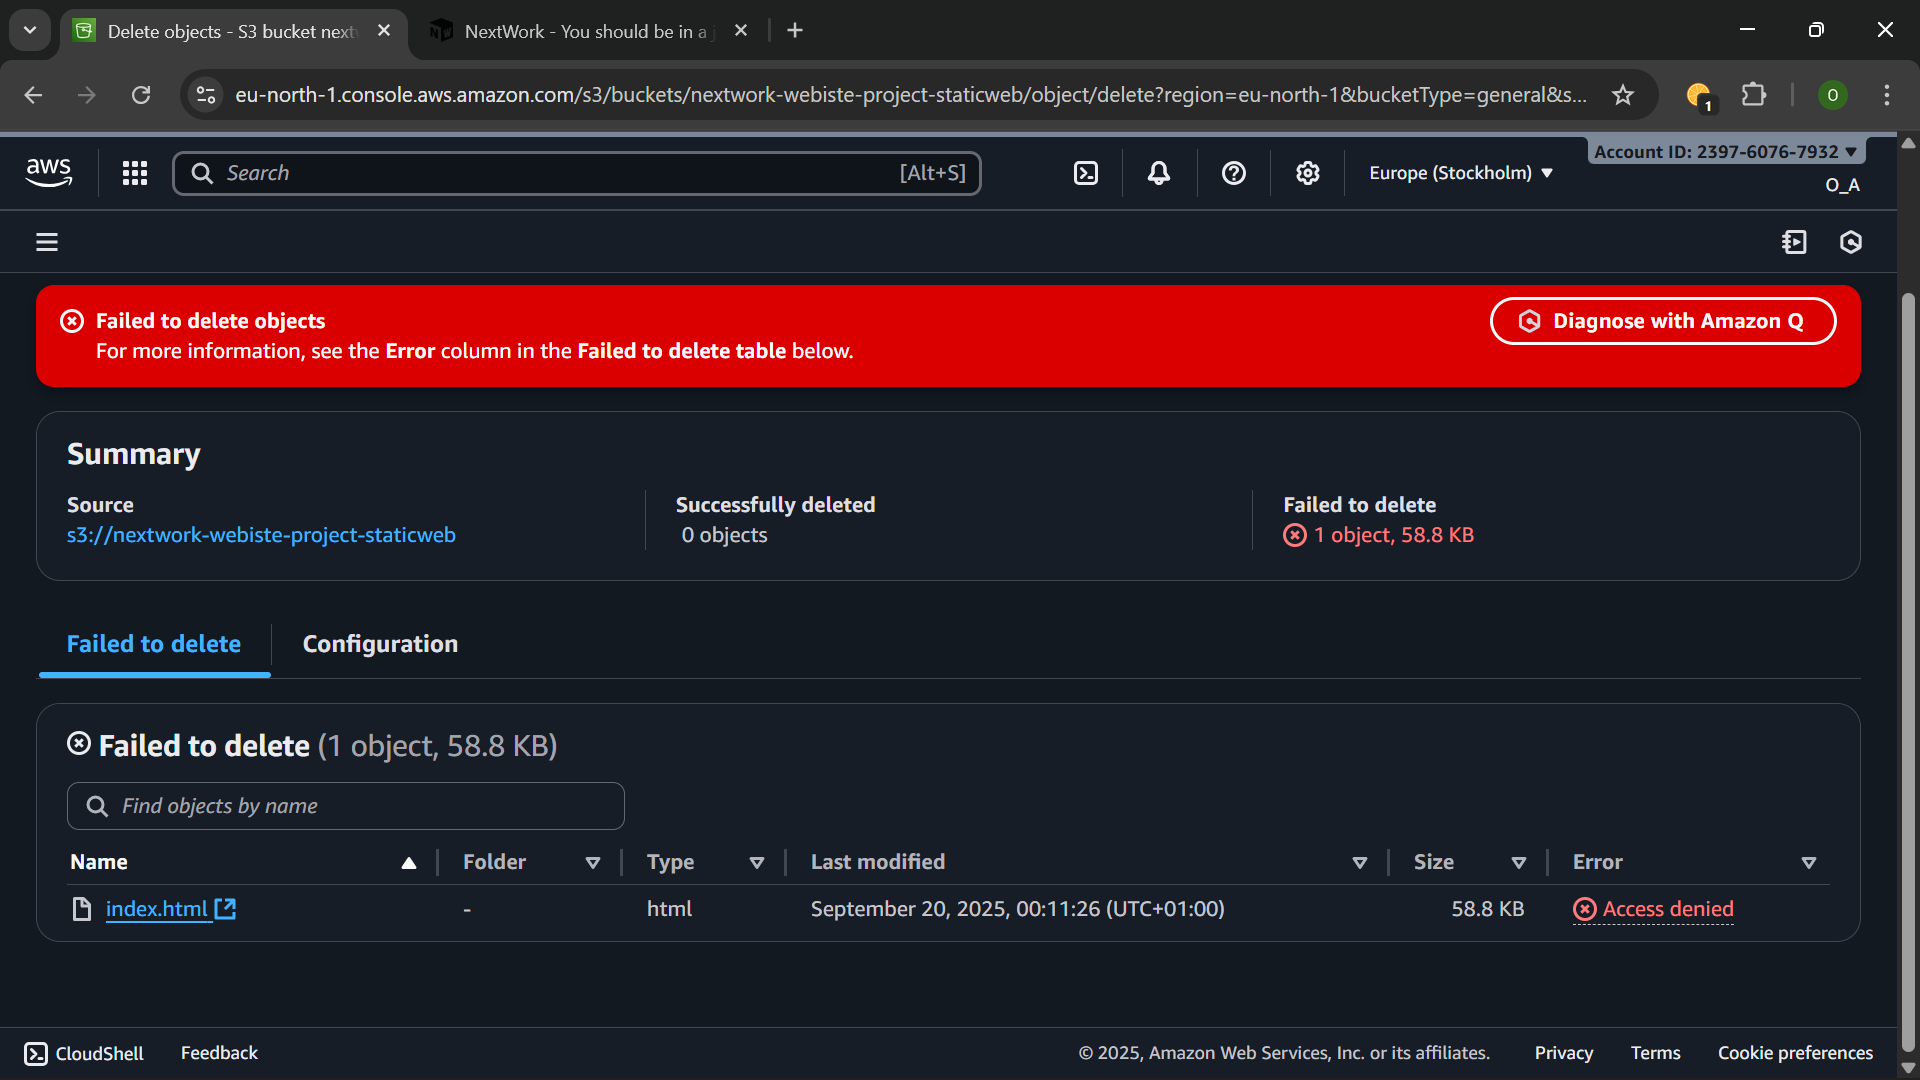 Delete objects - S3 bucket next
NextWork - You should be in a j
eu-north-1.console.aws.amazon.com/s3/buckets/nextwork-webiste-project-staticweb/object/delete?region=eu-north-1&bucketType=general&s...
1
O
aws
Search
[Alt+S]
Europe (Stockholm)
Account ID: 2397-6076-7932
O_A
Failed to delete objects
For more information, see the Error column in the Failed to delete table below.
Diagnose with Amazon Q
Summary
Source
s3://nextwork-webiste-project-staticweb
Successfully deleted
0 objects
Failed to delete
1 object, 58.8 KB
Failed to delete
Configuration
Failed to delete (1 object, 58.8 KB)
Find objects by name
Name Folder Type Last modified Size Error
index.html - html September 20, 2025, 00:11:26 (UTC+01:00) 58.8 KB Access denied
CloudShell Feedback © 2025, Amazon Web Services, Inc. or its affiliates. Privacy Terms Cookie preferences